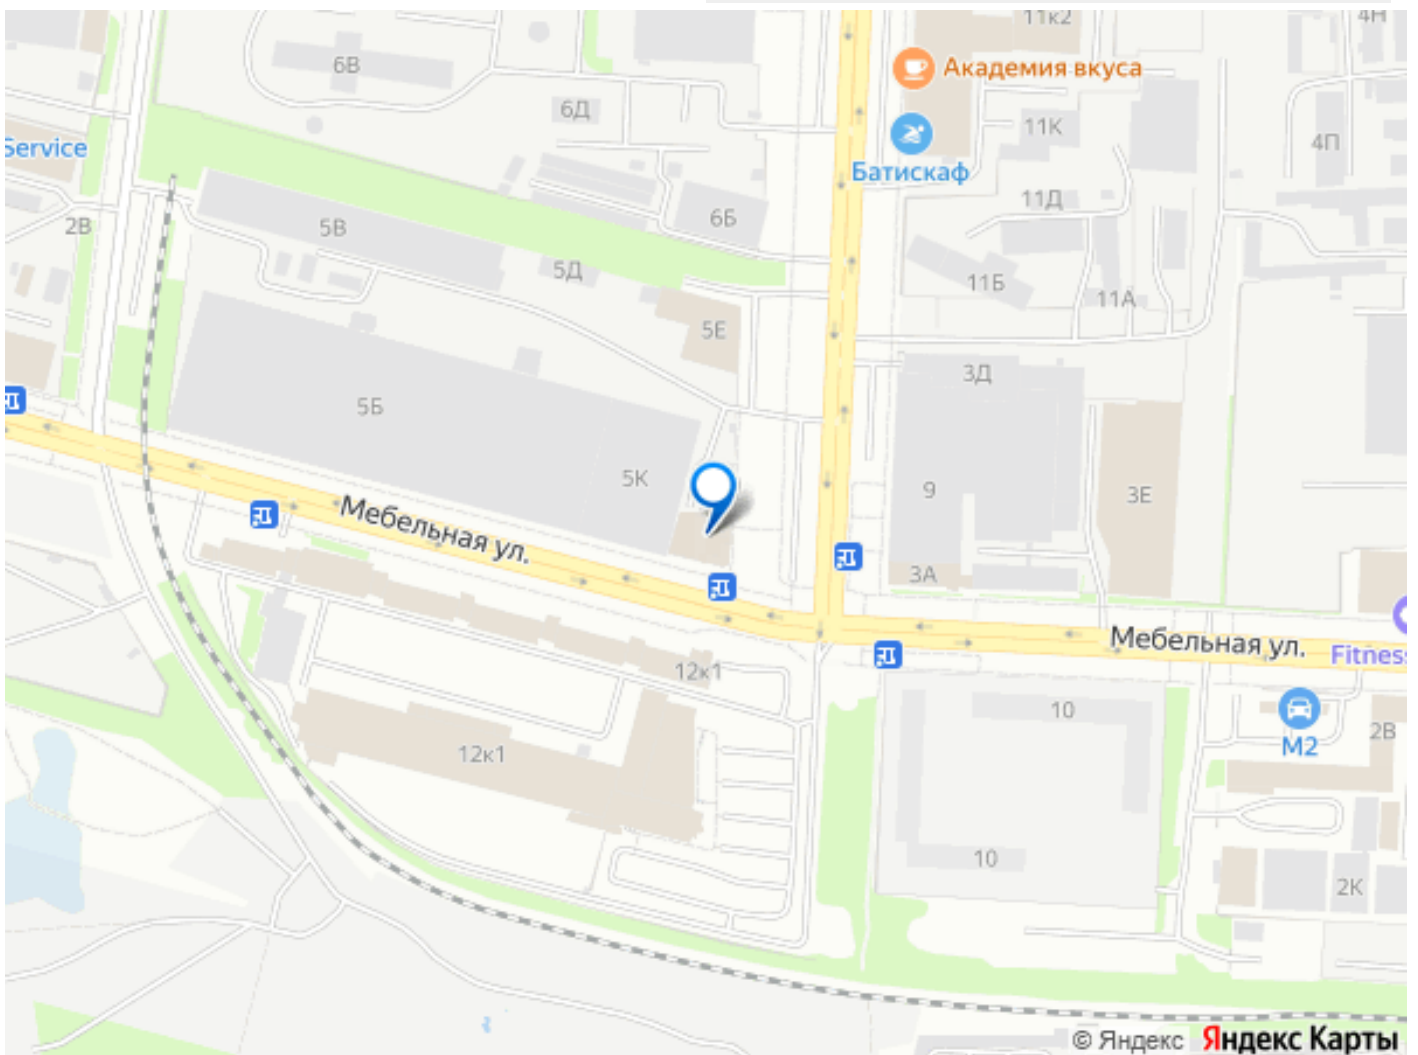 11к2
4Н
6В
Академия вкуса
6Д
11К
Service
4П
Батискаф
11Д
6Б
2В
5В
5Д
11Б
11А
5Е
3Д
5Б
5К
9
3Е
Мебельная ул.
3А
Мебельная ул.
Fitness
12к1
10
2В
М2
12к1
10
2К
© Яндекс Яндекс Карты